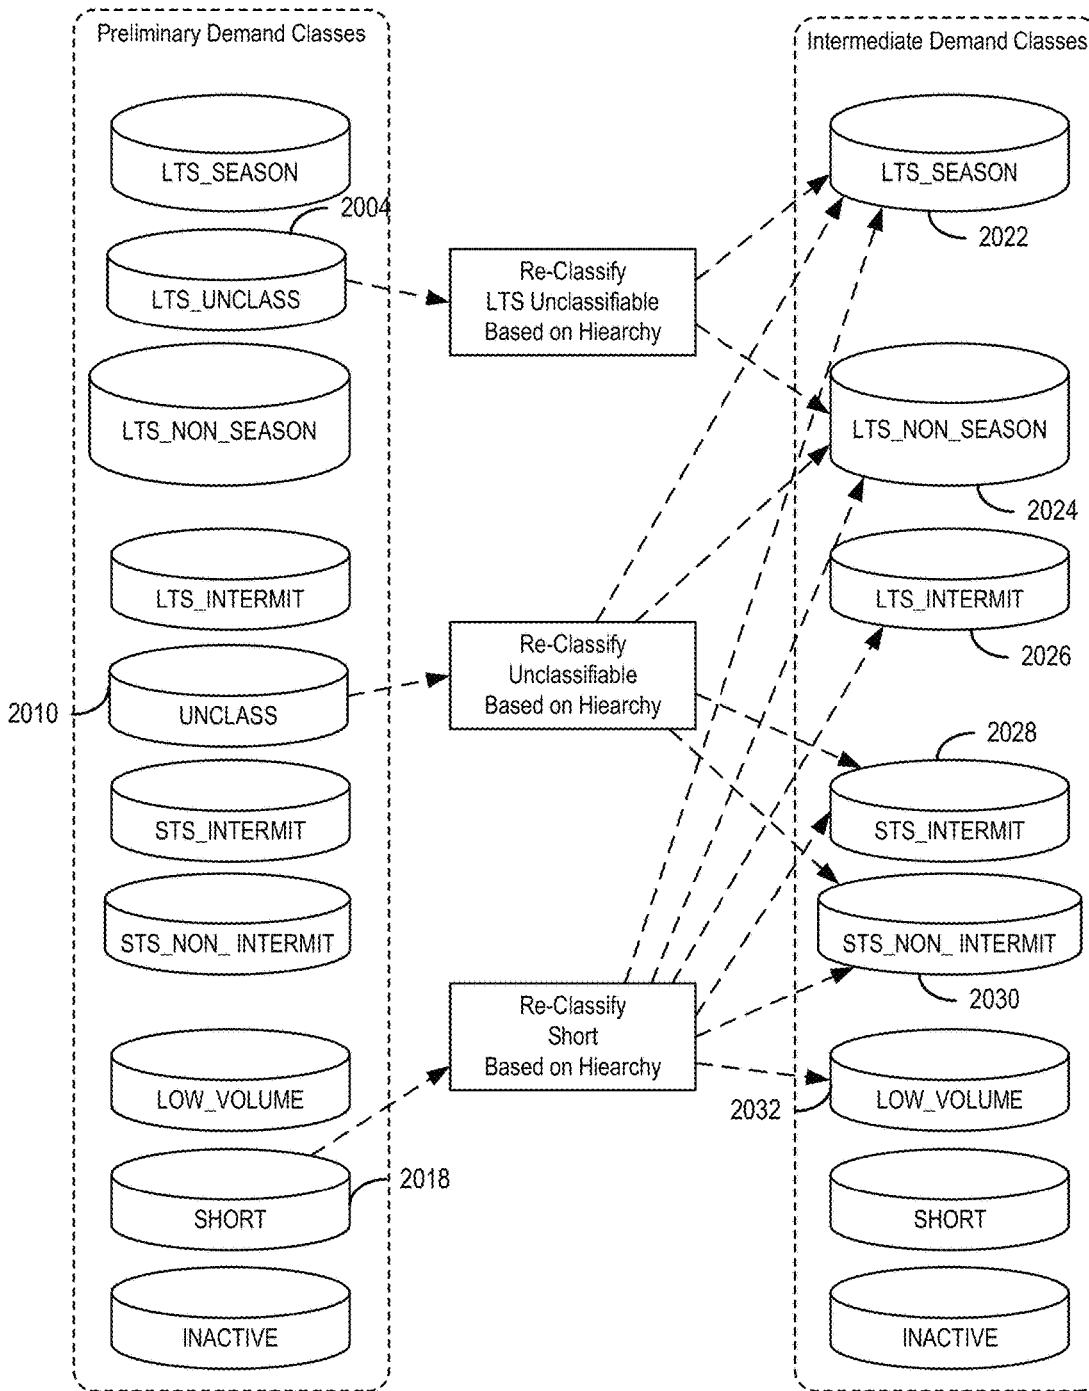 Preliminary Demand Classes
LTS_SEASON
2004
LTS_UNCLASS
LTS_NON_SEASON
LTS_INTERMIT
2010
UNCLASS
STS_INTERMIT
STS_NON_ INTERMIT
LOW_VOLUME
2018
SHORT
INACTIVE
Re-Classify
LTS Unclassifiable
Based on Hiearchy
Re-Classify
Unclassifiable
Based on Hiearchy
Re-Classify
Short
Based on Hiearchy
Intermediate Demand Classes
LTS_SEASON
2022
LTS_NON_SEASON
2024
LTS_INTERMIT
2026
2028
STS_INTERMIT
STS_NON_ INTERMIT
2030
LOW_VOLUME
2032
SHORT
INACTIVE